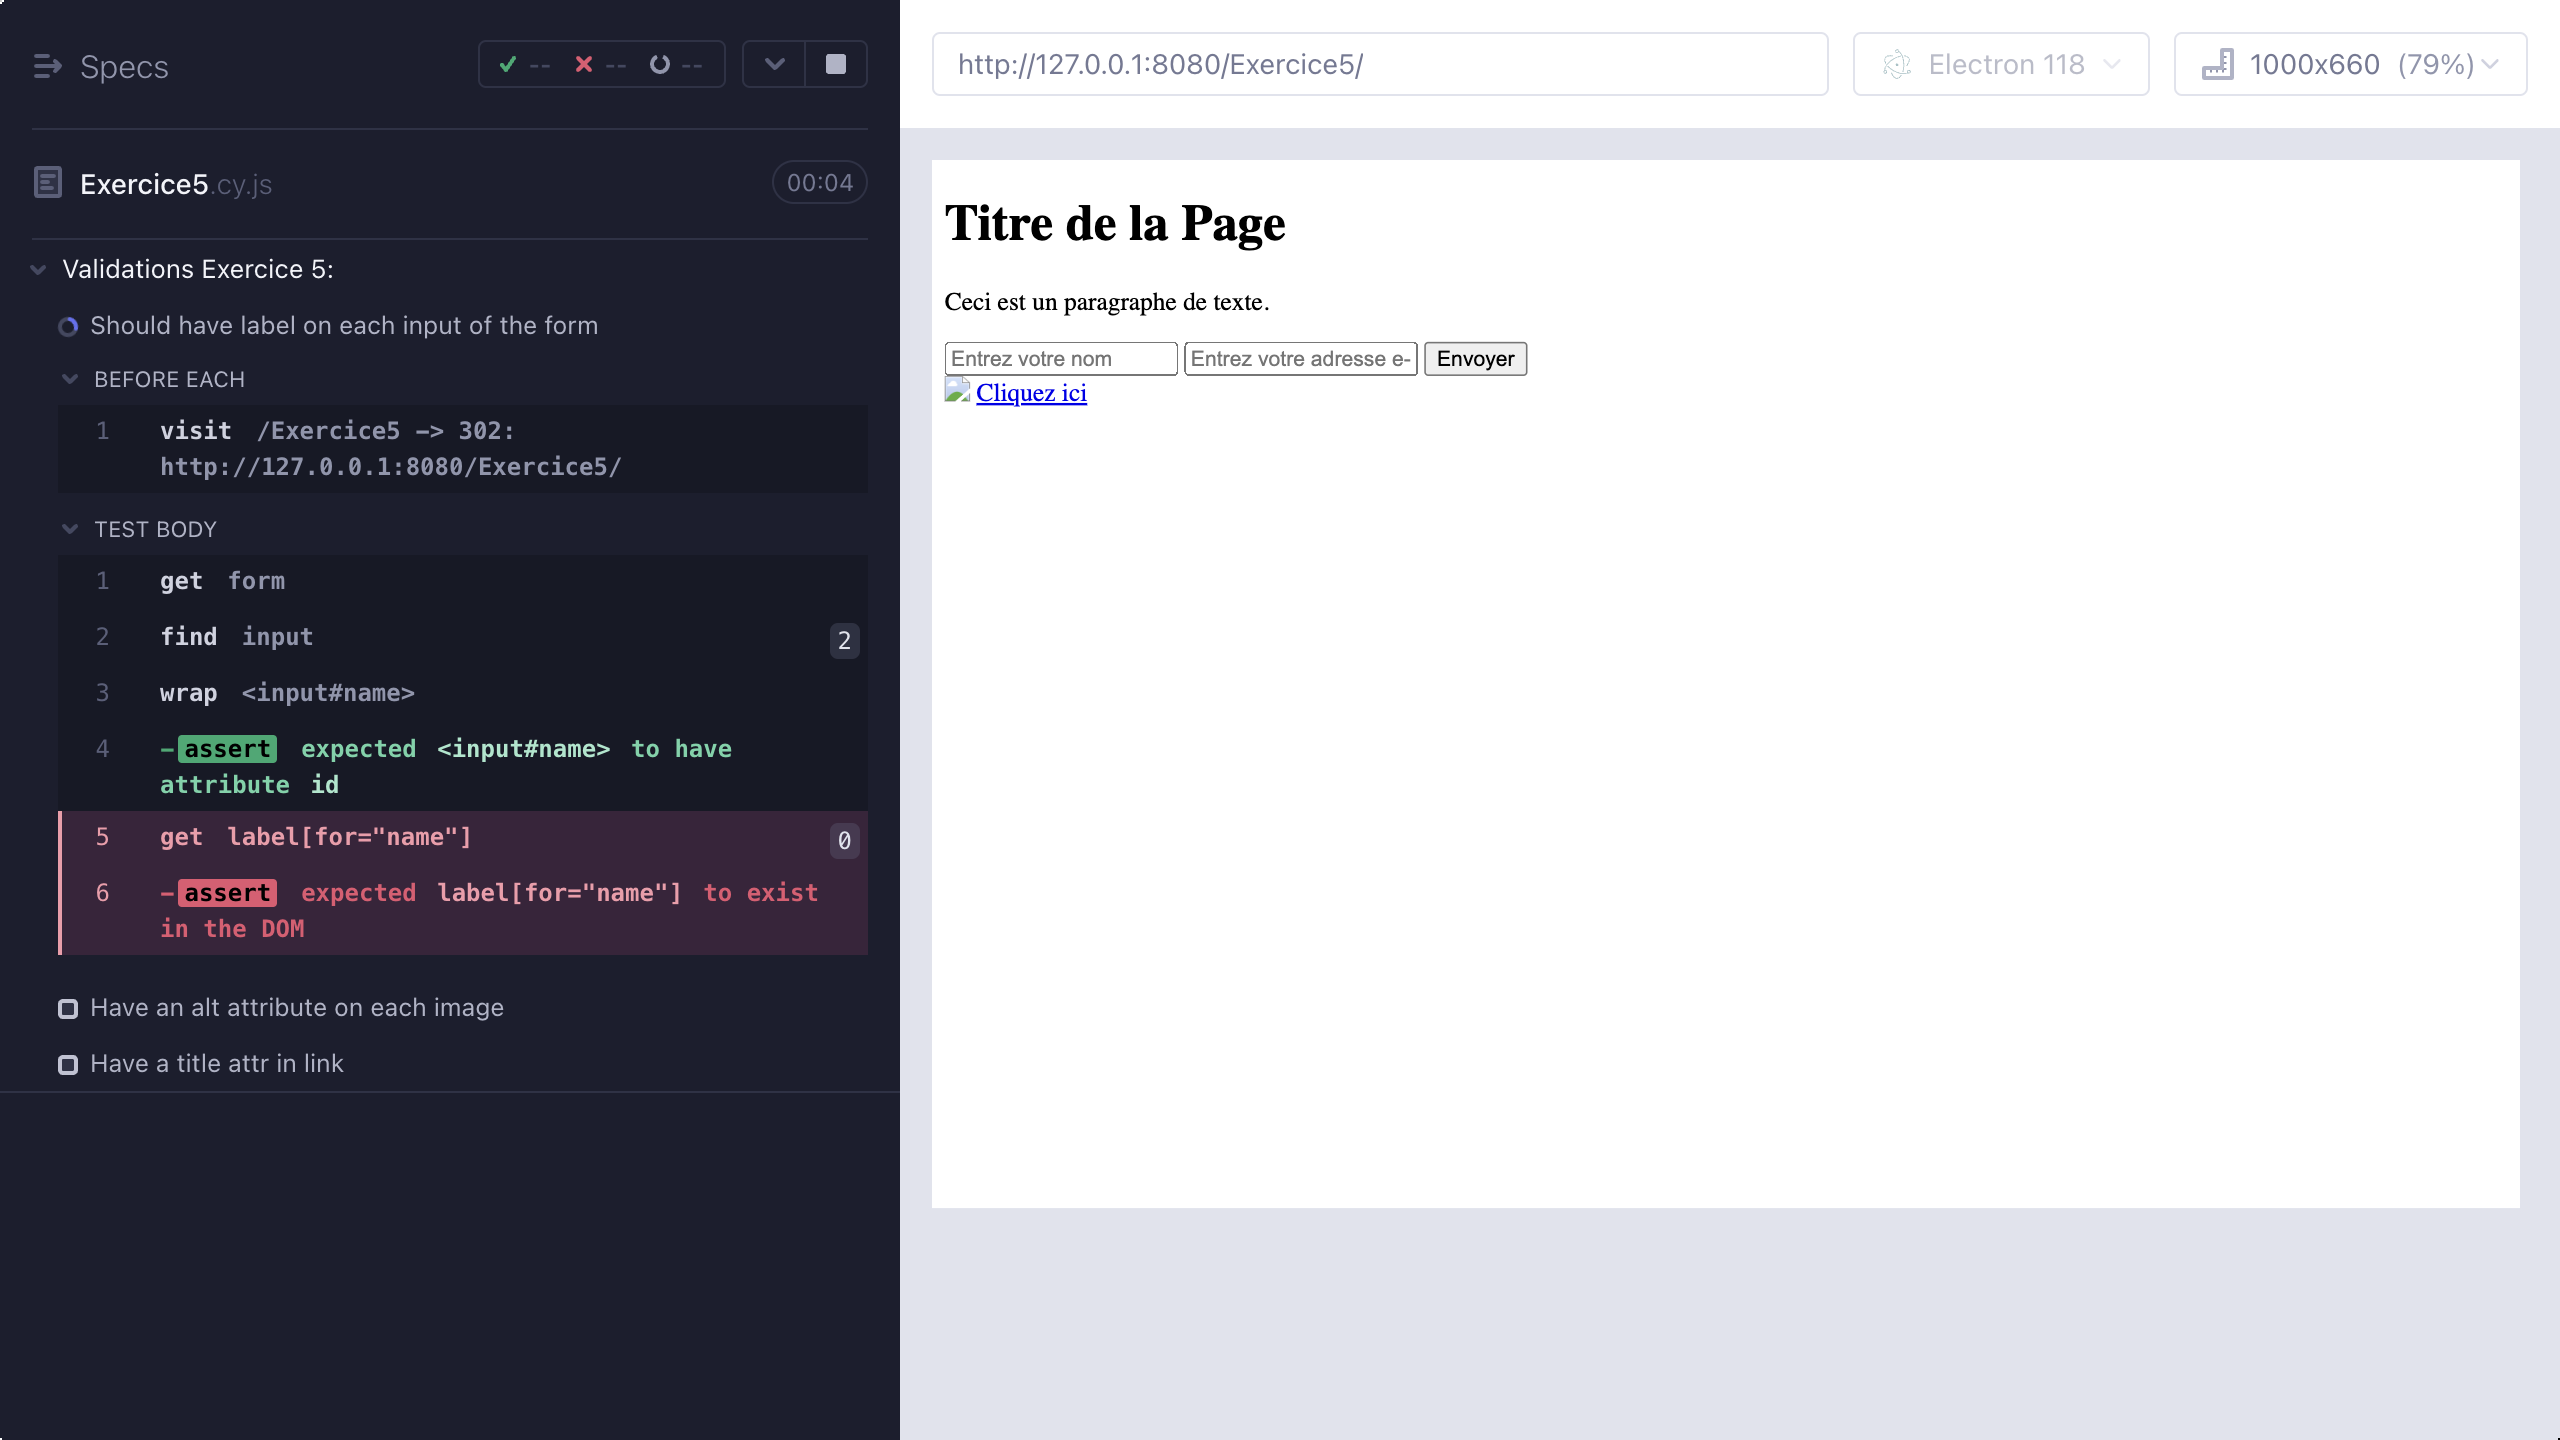 Specs
-- -- --
Exercice5.cy.js
00:04
Validations Exercice 5:
Should have label on each input of the form
BEFORE EACH
1 visit /Exercice5 -> 302:
http://127.0.0.1:8080/Exercice5/
TEST BODY
1 get form
2 find input 2
3 wrap <input#name>
4 -assert expected <input#name> to have
attribute id
5 get label[for="name"] 0
6 -assert expected label[for="name"] to exist
in the DOM
Have an alt attribute on each image
Have a title attr in link
http://127.0.0.1:8080/Exercice5/
Electron 118
1000x660 (79%)
Titre de la Page
Ceci est un paragraphe de texte.
Entrez votre nom Entrez votre adresse e- Envoyer
Cliquez ici